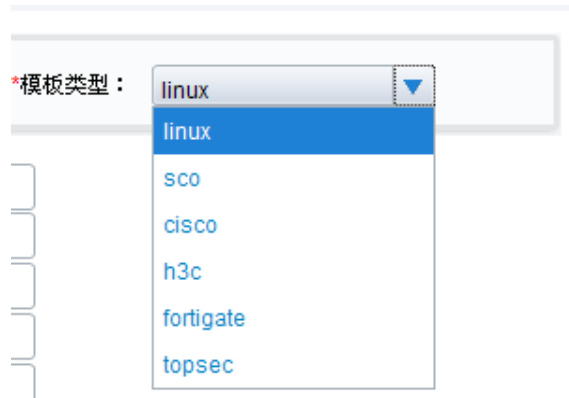 *模板类型： linux
linux
sco
cisco
h3c
fortigate
topsec